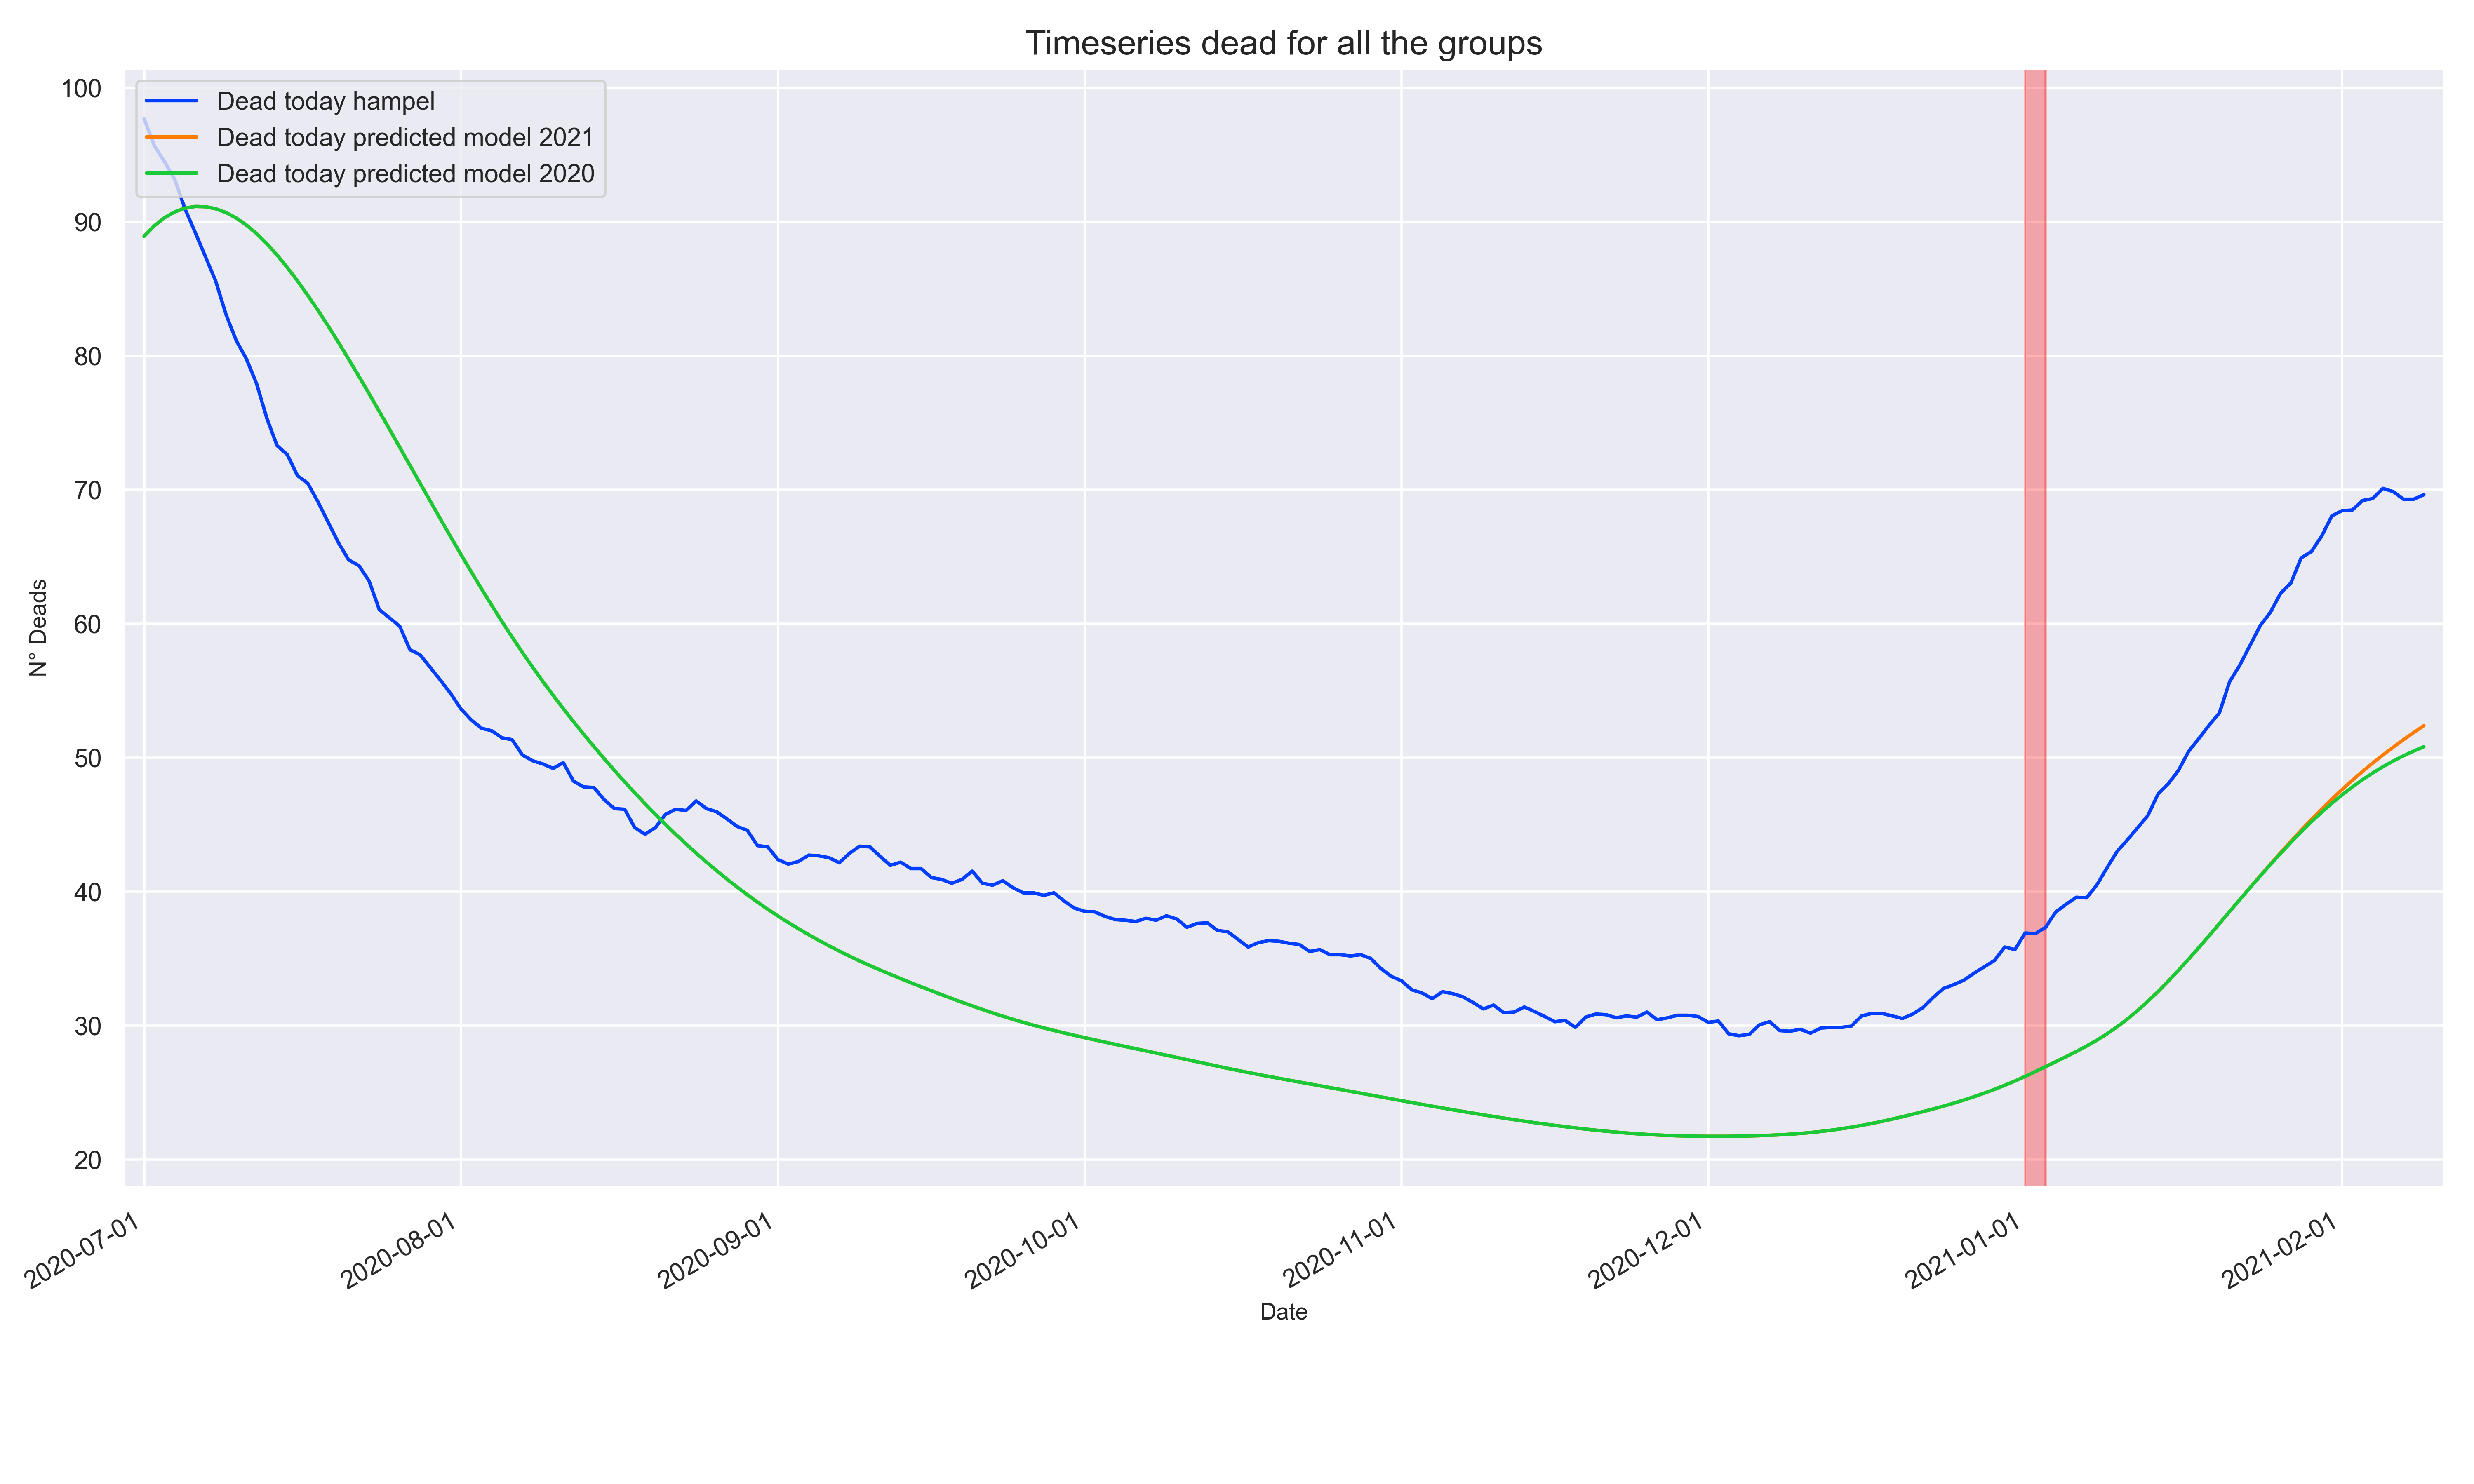 Timeseries dead for all the groups
100
90
80
70
60
50
40
30
20
N° Deads
Dead today hampel
Dead today predicted model 2021
Dead today predicted model 2020
2020-07-01
2020-08-01
2020-09-01
2020-10-01
2020-11-01
2020-12-01
2021-01-01
2021-02-01
Date